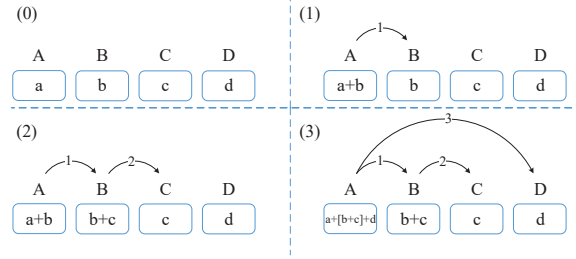 (0)
A B C D
a b c d
(1)
1
A B C D
a+b b c d
(2)
1 2
A B C D
a+b b+c c d
(3)
3
1 2
A B C D
a+[b+c]+d b+c c d